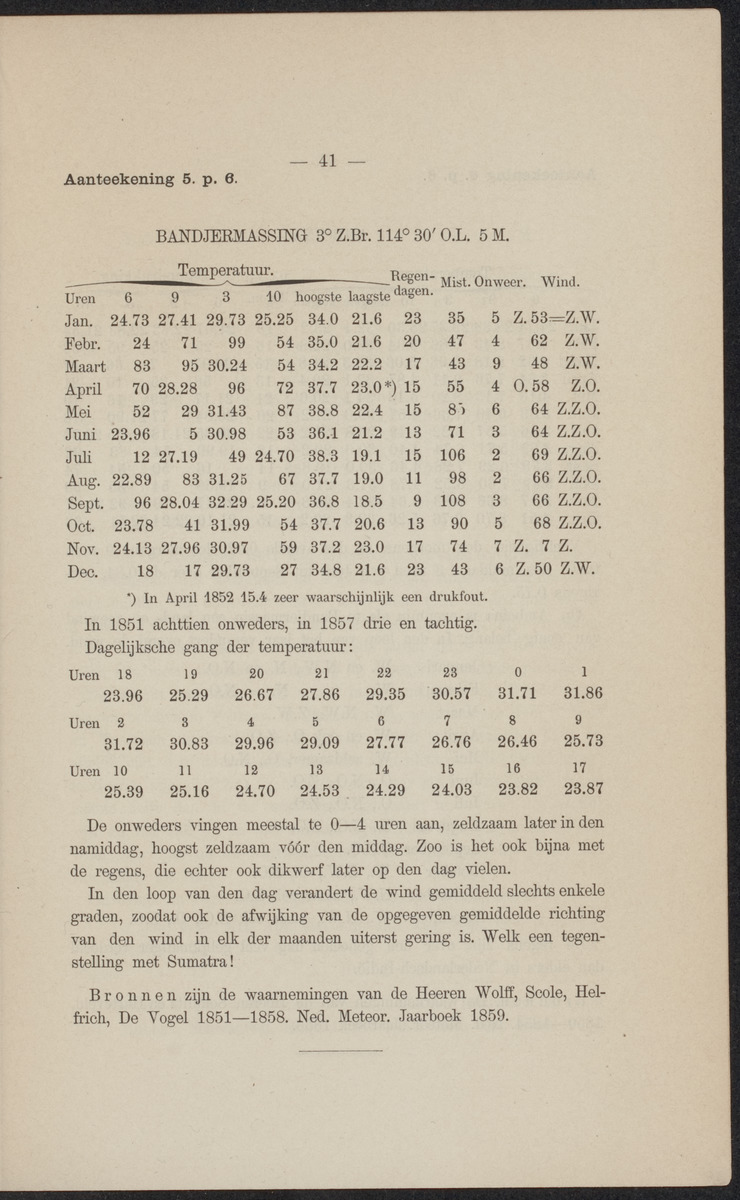 — 41 —
Aanteekening 5. p. 6.
BANDJERMASSING 3° Z.Br. 114° 30′ O.L. 5 M.
Temperatuur. Regendagen. Mist. Onweer. Wind.
Uren 6 9 3 10 hoogste laagste
Jan. 24.73 27.41 29.73 25.25 34.0 21.6 23 35 5 Z. 53=Z.W.
Febr. 24 71 99 54 35.0 21.6 20 47 4 62 Z.W.
Maart 83 95 30.24 54 34.2 22.2 17 43 9 48 Z.W.
April 70 28.28 96 72 37.7 23.0*) 15 55 4 O. 58 Z.O.
Mei 52 29 31.43 87 38.8 22.4 15 85 6 64 Z.Z.O.
Juni 23.96 5 30.98 53 36.1 21.2 13 71 3 64 Z.Z.O.
Juli 12 27.19 49 24.70 38.3 19.1 15 106 2 69 Z.Z.O.
Aug. 22.89 83 31.25 67 37.7 19.0 11 98 2 66 Z.Z.O.
Sept. 96 28.04 32.29 25.20 36.8 18.5 9 108 3 66 Z.Z.O.
Oct. 23.78 41 31.99 54 37.7 20.6 13 90 5 68 Z.Z.O.
Nov. 24.13 27.96 30.97 59 37.2 23.0 17 74 7 Z. 7 Z.
Dec. 18 17 29.73 27 34.8 21.6 23 43 6 Z. 50 Z.W.
*) In April 1852 15.4 zeer waarschijnlijk een drukfout.
In 1851 achttien onweders, in 1857 drie en tachtig.
Dagelijksche gang der temperatuur:
Uren 18 19 20 21 22 23 0 1
23.96 25.29 26.67 27.86 29.35 30.57 31.71 31.86
Uren 2 3 4 5 6 7 8 9
31.72 30.83 29.96 29.09 27.77 26.76 26.46 25.73
Uren 10 11 12 13 14 15 16 17
25.39 25.16 24.70 24.53 24.29 24.03 23.82 23.87
De onweders vingen meestal te 0—4 uren aan, zeldzaam later in den
namiddag, hoogst zeldzaam vóór den middag. Zoo is het ook bijna met
de regens, die echter ook dikwerf later op den dag vielen.
In den loop van den dag verandert de wind gemiddeld slechts enkele
graden, zoodat ook de afwijking van de opgegeven gemiddelde richting
van den wind in elk der maanden uiterst gering is. Welk een tegen-
stelling met Sumatra!
Bronnen zijn de waarnemingen van de Heeren Wolff, Scole, Hel-
frich, De Vogel 1851—1858. Ned. Meteor. Jaarboek 1859.